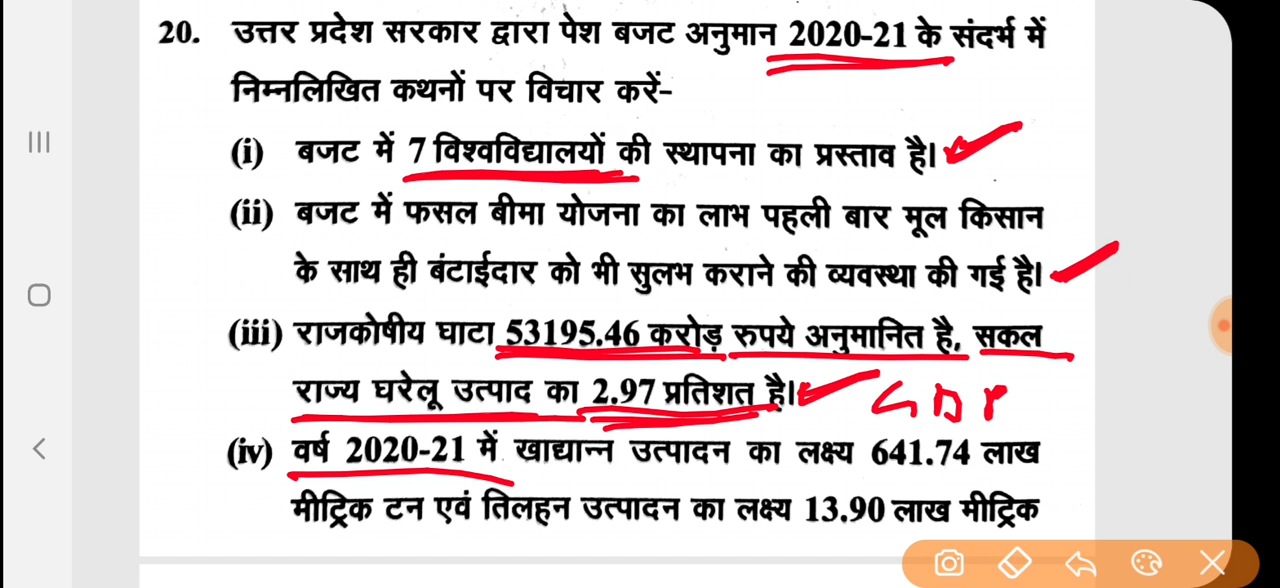 20. उत्तर प्रदेश सरकार द्वारा पेश बजट अनुमान 2020-21 के संदर्भ में
निम्नलिखित कथनों पर विचार करें-
(i) बजट में 7 विश्वविद्यालयों की स्थापना का प्रस्ताव है।
(ii) बजट में फसल बीमा योजना का लाभ पहली बार मूल किसान
के साथ ही बंटाईदार को भी सुलभ कराने की व्यवस्था की गई है।
(iii) राजकोषीय घाटा 53195.46 करोड़ रुपये अनुमानित है, सकल
राज्य घरेलू उत्पाद का 2.97 प्रतिशत है। GDP
(iv) वर्ष 2020-21 में खाद्यान्न उत्पादन का लक्ष्य 641.74 लाख
मीट्रिक टन एवं तिलहन उत्पादन का लक्ष्य 13.90 लाख मीट्रिक